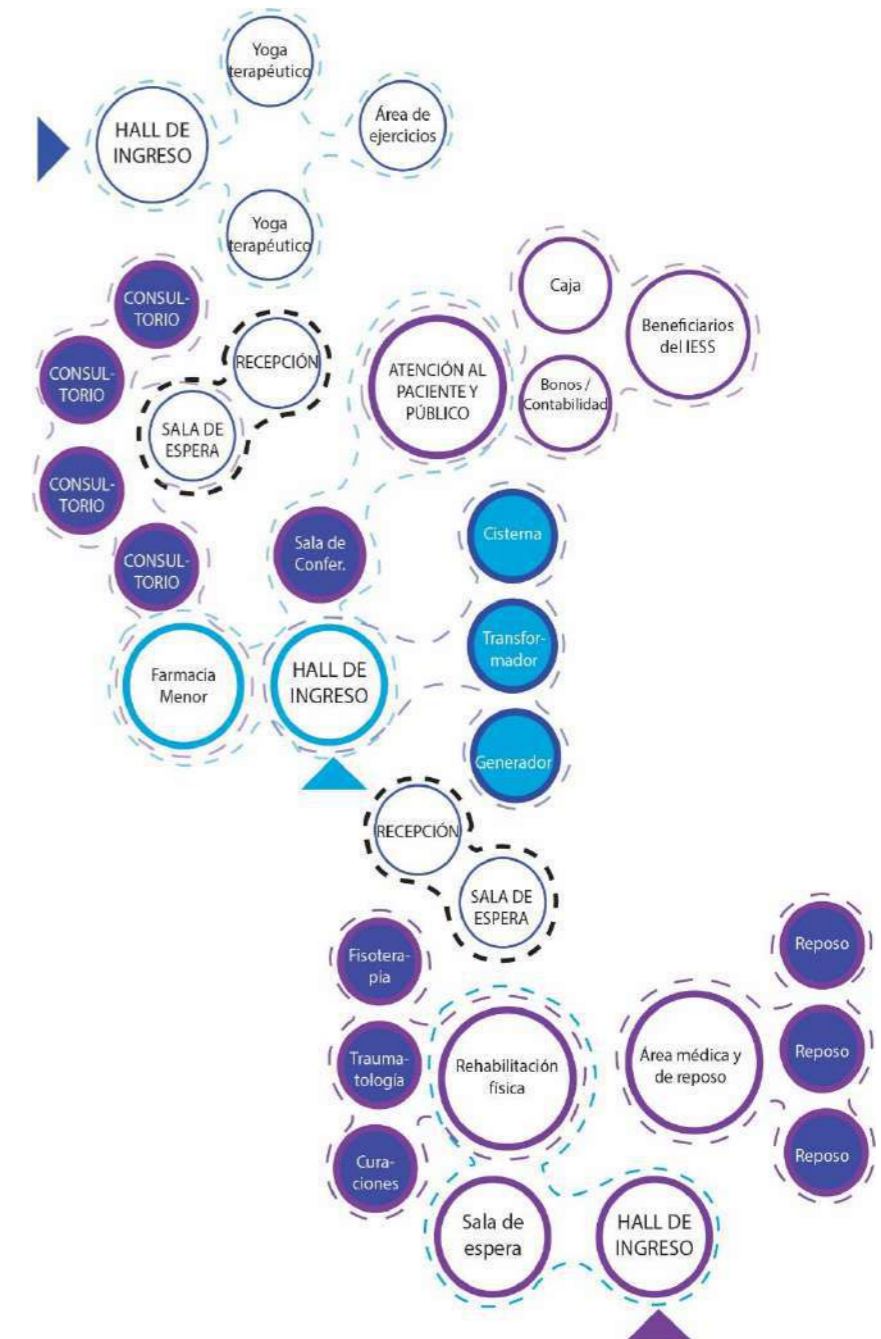 Yoga
terapéutico
HALL DE
INGRESO
Área de
ejercicios
Yoga
terapéutico
CONSUL-
TORIO
Caja
Beneficiarios
del IESS
RECEPCIÓN
ATENCIÓN AL
PACIENTE Y
PÚBLICO
CONSUL-
TORIO
Bonos /
Contabilidad
SALA DE
ESPERA
CONSUL-
TORIO
Cisterna
Sala de
Confer.
CONSUL-
TORIO
Transfor-
mador
Farmacia
Menor
HALL DE
INGRESO
Generador
RECEPCIÓN
SALA DE
ESPERA
Fisotera-
pia
Reposo
Trauma-
tología
Rehabilitación
física
Área médica y
de reposo
Reposo
Cura-
ciones
Reposo
Sala de
espera
HALL DE
INGRESO